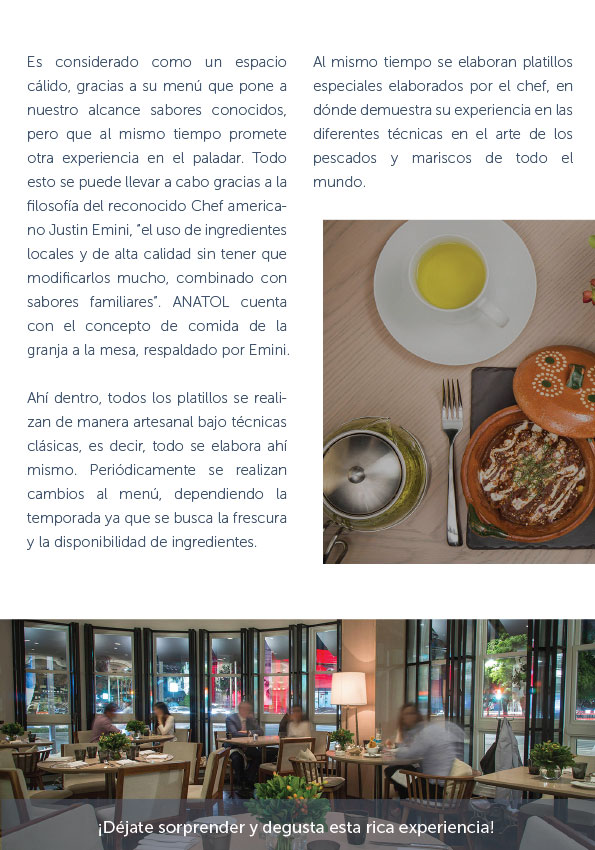 Es considerado como un espacio
cálido, gracias a su menú que pone a
nuestro alcance sabores conocidos,
pero que al mismo tiempo promete
otra experiencia en el paladar. Todo
esto se puede llevar a cabo gracias a la
filosofía del reconocido Chef america-
no Justin Emini, “el uso de ingredientes
locales y de alta calidad sin tener que
modificarlos mucho, combinado con
sabores familiares”. ANATOL cuenta
con el concepto de comida de la
granja a la mesa, respaldado por Emini.

Ahí dentro, todos los platillos se reali-
zan de manera artesanal bajo técnicas
clásicas, es decir, todo se elabora ahí
mismo. Periódicamente se realizan
cambios al menú, dependiendo la
temporada ya que se busca la frescura
y la disponibilidad de ingredientes.

Al mismo tiempo se elaboran platillos
especiales elaborados por el chef, en
dónde demuestra su experiencia en las
diferentes técnicas en el arte de los
pescados y mariscos de todo el
mundo.

¡Déjate sorprender y degusta esta rica experiencia!